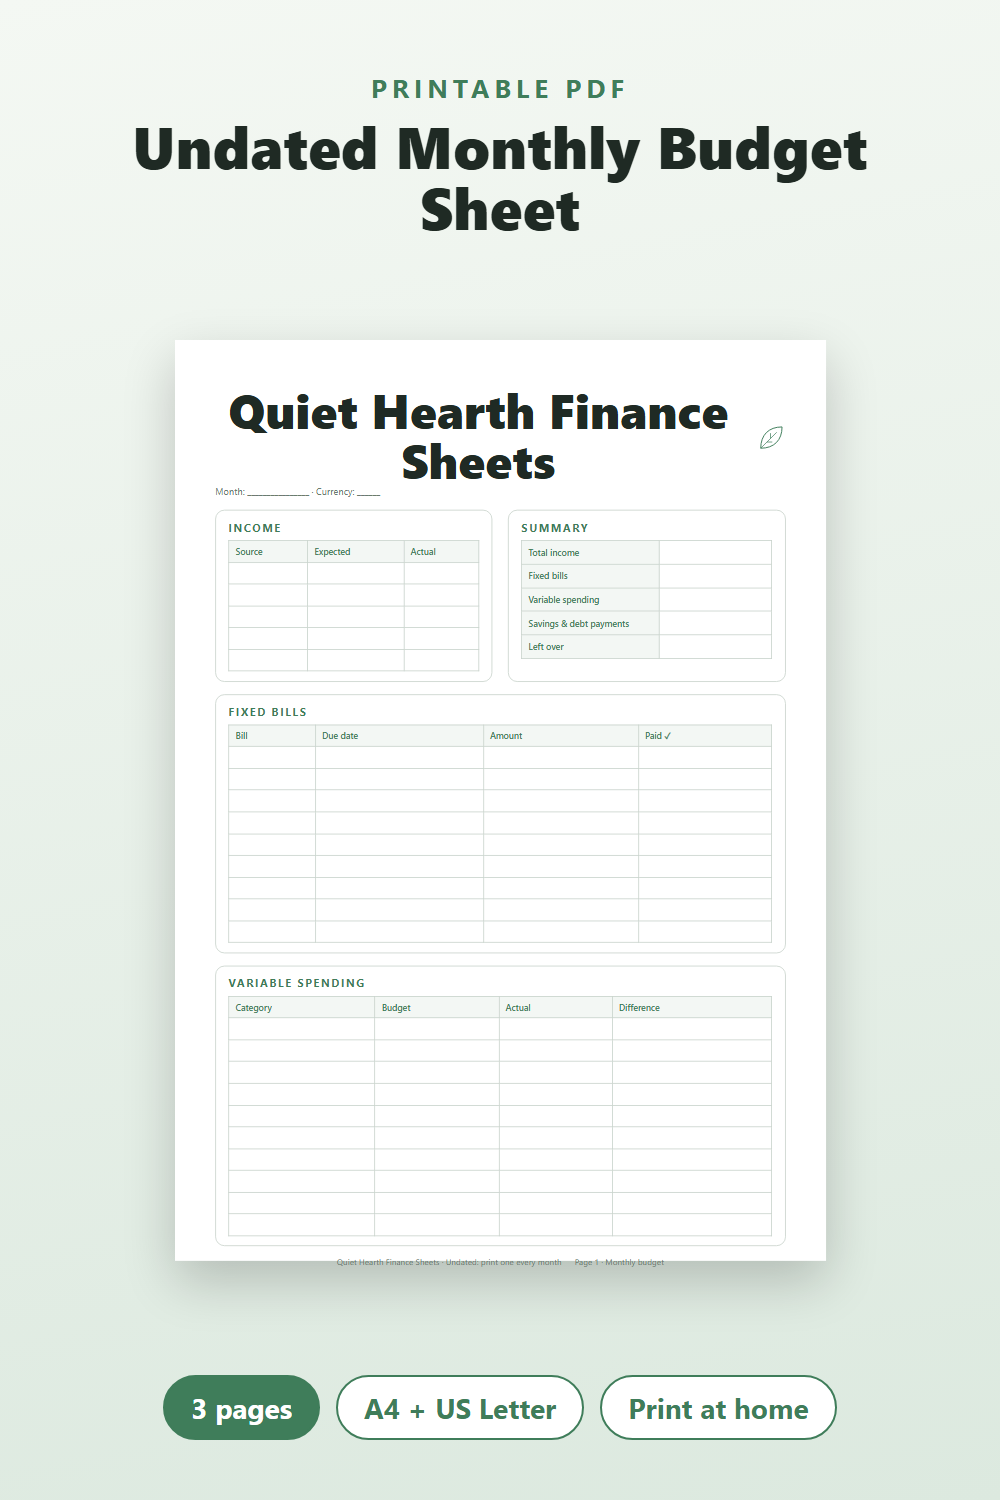 PRINTABLE PDF
Undated Monthly Budget
Sheet
Quiet Hearth Finance
Sheets
Month: ______________ · Currency: _____
INCOME
Source Expected Actual
SUMMARY
Total income
Fixed bills
Variable spending
Savings & debt payments
Left over
FIXED BILLS
Bill Due date Amount Paid ✓
VARIABLE SPENDING
Category Budget Actual Difference
Quiet Hearth Finance Sheets · Undated: print one every month Page 1 · Monthly budget
3 pages
A4 + US Letter
Print at home